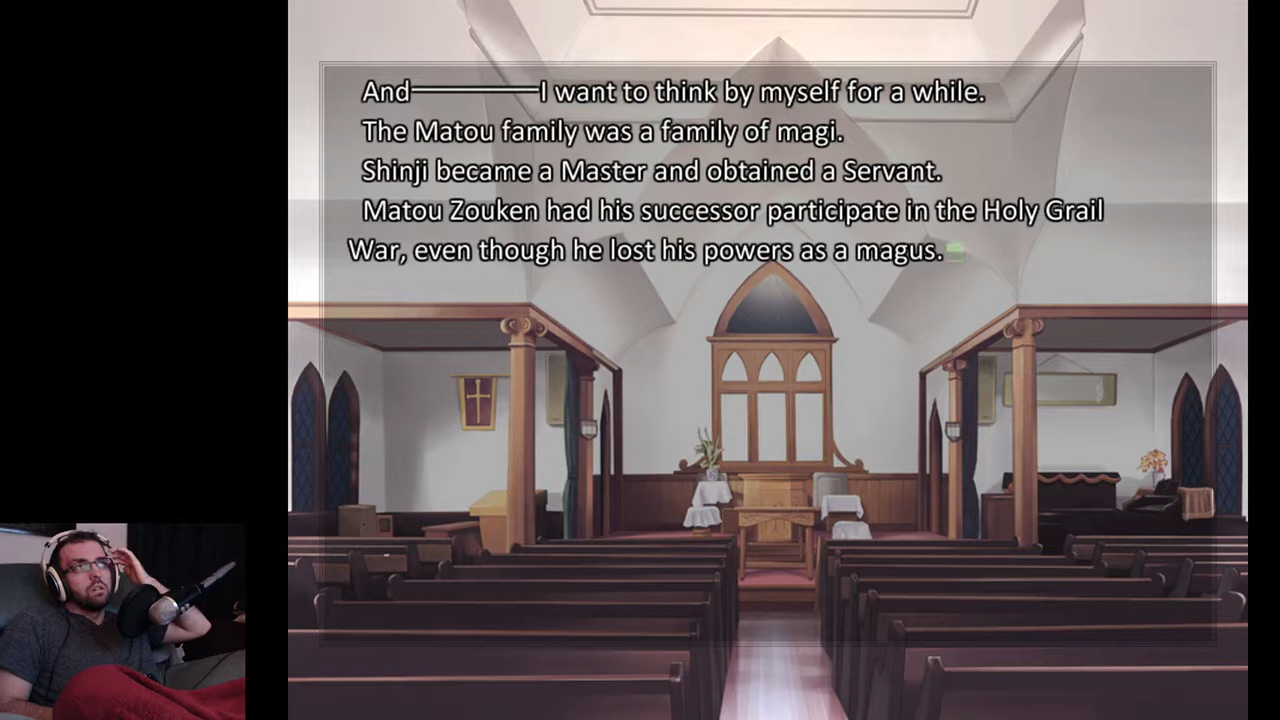 And————I want to think by myself for a while.
The Matou family was a family of magi.
Shinji became a Master and obtained a Servant.
Matou Zouken had his successor participate in the Holy Grail
War, even though he lost his powers as a magus.